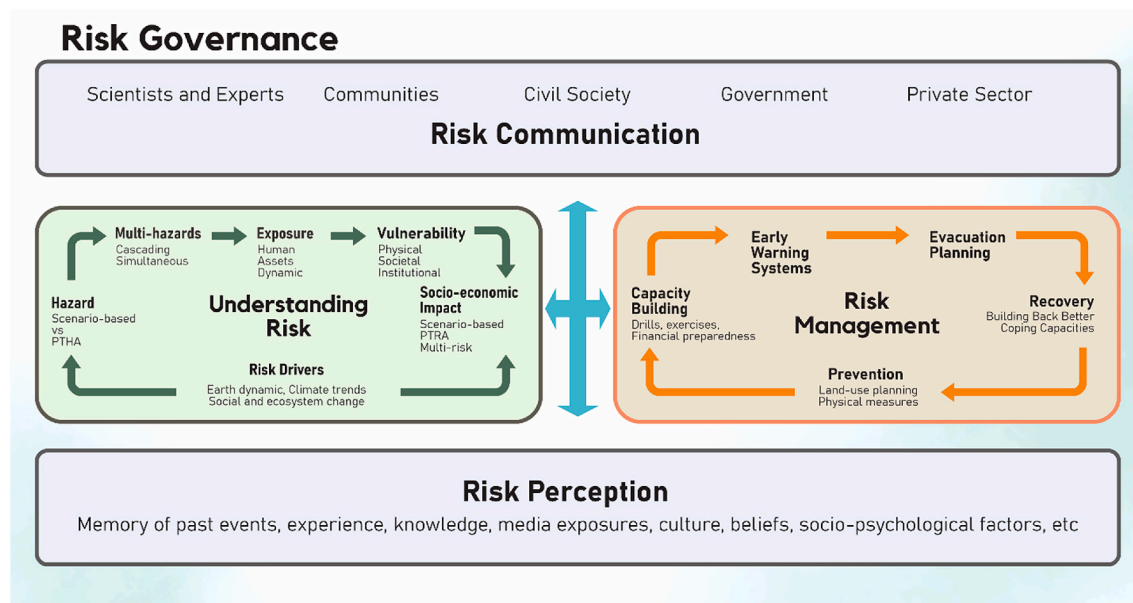 Risk Governance
Scientists and Experts Communities Civil Society Government Private Sector
Risk Communication
Multi-hazards
Cascading
Simultaneous
Exposure
Human
Assets
Dynamic
Vulnerability
Physical
Societal
Institutional
Hazard
Scenario-based
vs
PTHA
Understanding
Risk
Socio-economic
Impact
Scenario-based
PTRA
Multi-risk
Risk Drivers
Earth dynamic, Climate trends
Social and ecosystem change
Early
Warning
Systems
Evacuation
Planning
Capacity
Building
Drills, exercises,
Financial preparedness
Risk
Management
Recovery
Building Back Better
Coping Capacities
Prevention
Land-use planning
Physical measures
Risk Perception
Memory of past events, experience, knowledge, media exposures, culture, beliefs, socio-psychological factors, etc